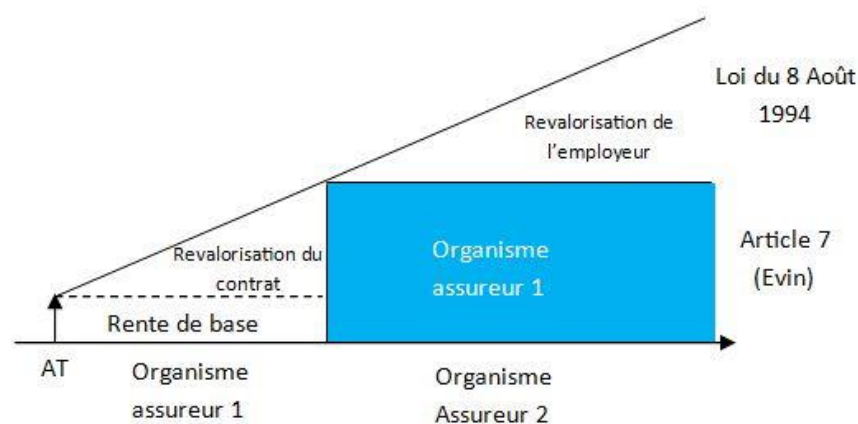 Loi du 8 Août
1994
Revalorisation de
l'employeur
Revalorisation du
contrat
Organisme
assureur 1
Article 7
(Evin)
Rente de base
AT
Organisme
assureur 1
Organisme
Assureur 2